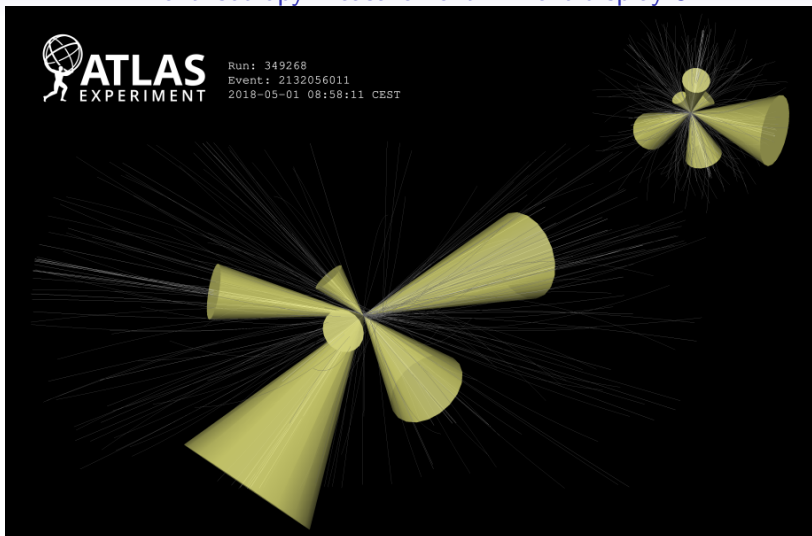 ATLAS
EXPERIMENT
Run: 349268
Event: 2132056011
2018-05-01 08:58:11 CEST